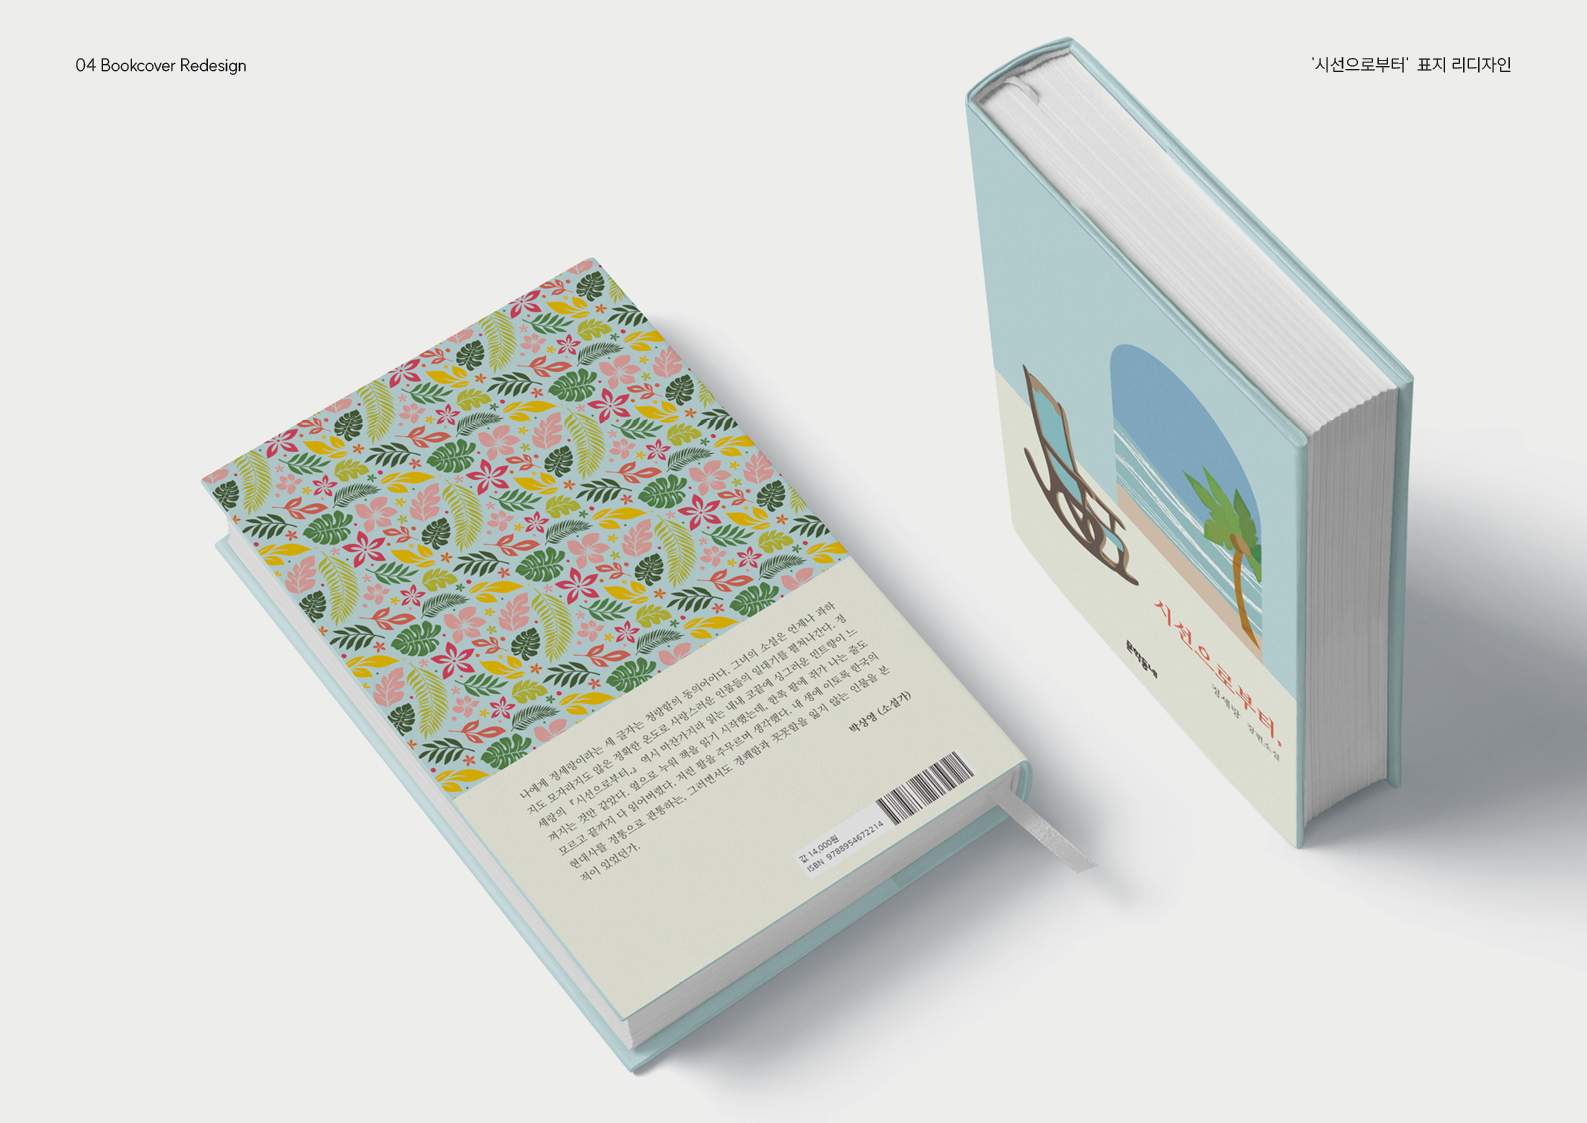 04 Bookcover Redesign
'시선으로부터' 표지 리디자인
나에게 정세랑이라는 세 글자는 청량함의 동의어이다. 그녀의 소설은 언제나 과하
지도 모자라지도 않은 정확한 온도로 사랑스러운 인물들의 일대기를 펼쳐나간다. 정
세랑의 『시선으로부터,』 역시 마찬가지라 읽는 내내 코끝에 싱그러운 민트향이 느
껴지는 것만 같았다. 옆으로 누워 책을 읽기 시작했는데, 한쪽 팔에 쥐가 나는 줄도
모르고 끝까지 다 읽어버렸다. 저린 팔을 주무르며 생각했다. 내 생에 이토록 한국의
현대사를 정통으로 관통하는, 그러면서도 경쾌함과 꼿꼿함을 잃지 않는 인물을 본
적이 있었던가.
박상영 (소설가)
값 14,000원
ISBN 9788954672214
시선으로부터,
정세랑 장편소설
문학동네